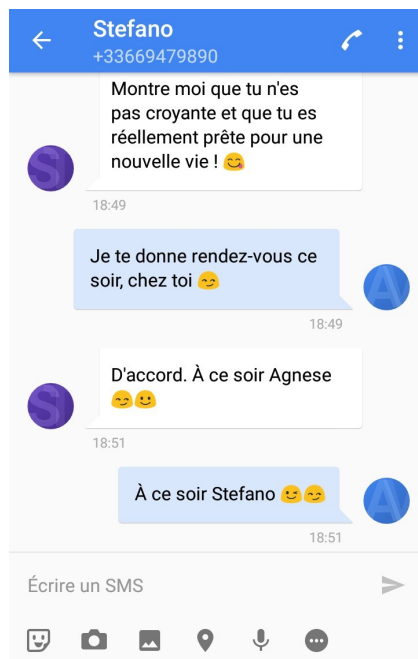 Stefano
+33669479890
Montre moi que tu n'es
pas croyante et que tu es
réellement prête pour une
nouvelle vie ! 😋
S
18:49
Je te donne rendez-vous ce
soir, chez toi 😏
A
18:49
D'accord. À ce soir Agnese
😏🙂
S
18:51
À ce soir Stefano 😉😏
A
18:51
Écrire un SMS